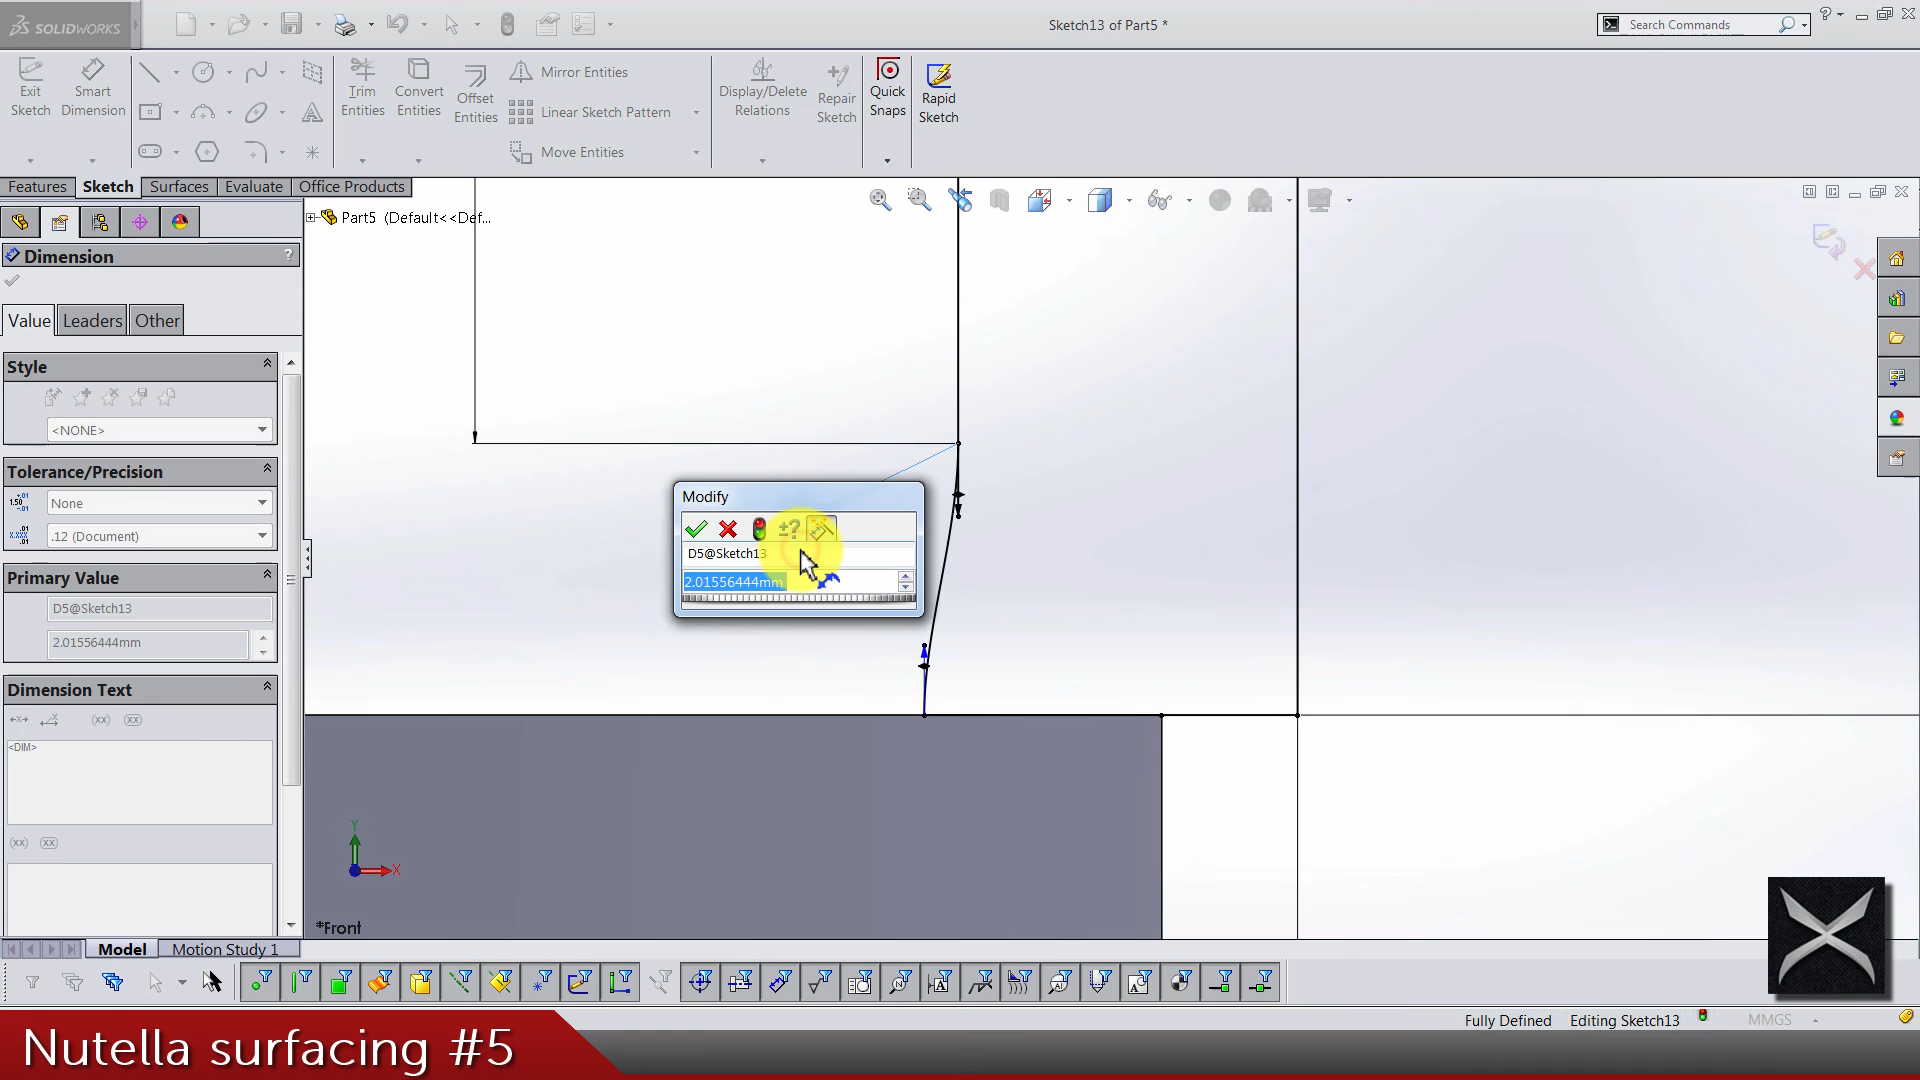 SOLIDWORKS
Sketch13 of Part5 *
Search Commands
Exit Sketch
Smart Dimension
Trim Entities
Convert Entities
Offset Entities
Mirror Entities
Linear Sketch Pattern
Move Entities
Display/Delete Relations
Repair Sketch
Quick Snaps
Rapid Sketch
Features Sketch Surfaces Evaluate Office Products
Part5 (Default<<Def...
Dimension
?
Value Leaders Other
Style
<NONE>
Tolerance/Precision
None
.12 (Document)
Primary Value
D5@Sketch13
2.01556444mm
Dimension Text
<DIM>
Modify
D5@Sketch13
2.01556444mm
Y
X
*Front
Model Motion Study 1
Fully Defined Editing Sketch13 MMGS
Nutella surfacing #5